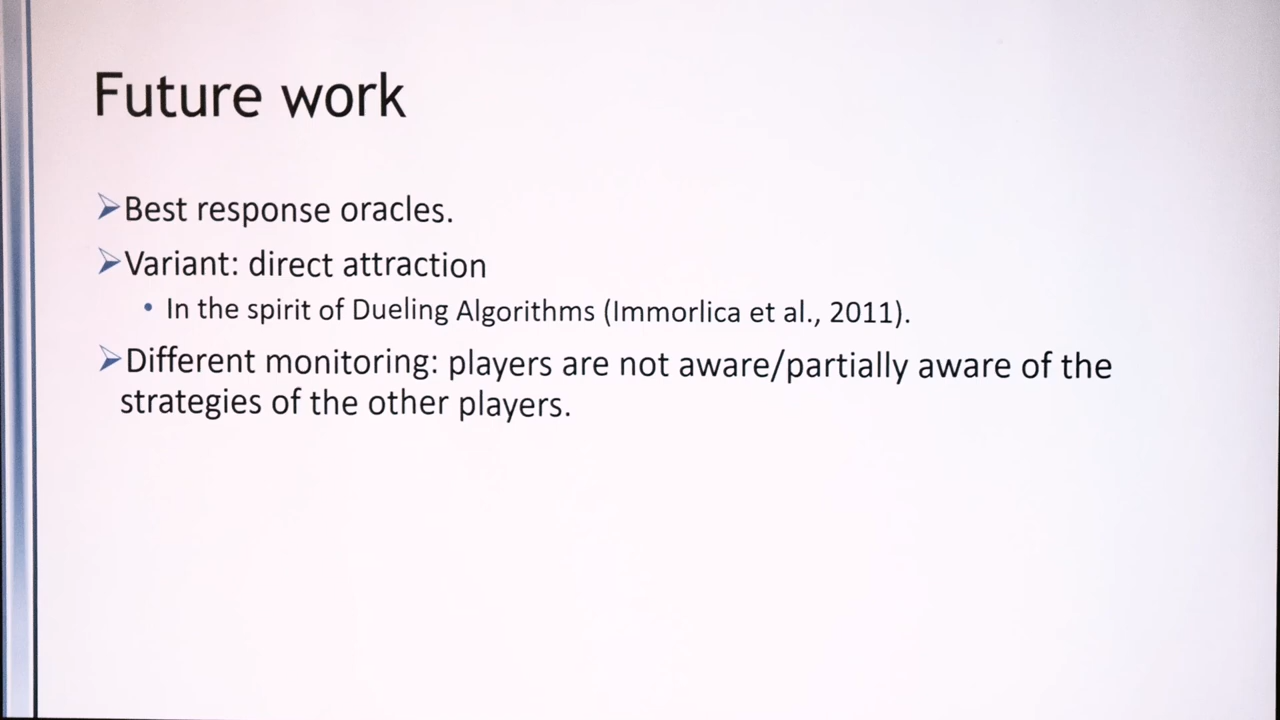 Future work
Best response oracles.
Variant: direct attraction
• In the spirit of Dueling Algorithms (Immorlica et al., 2011).
Different monitoring: players are not aware/partially aware of the
strategies of the other players.